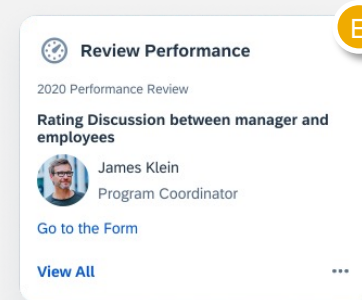 Review Performance
2020 Performance Review
Rating Discussion between manager and
employees
James Klein
Program Coordinator
Go to the Form
View All